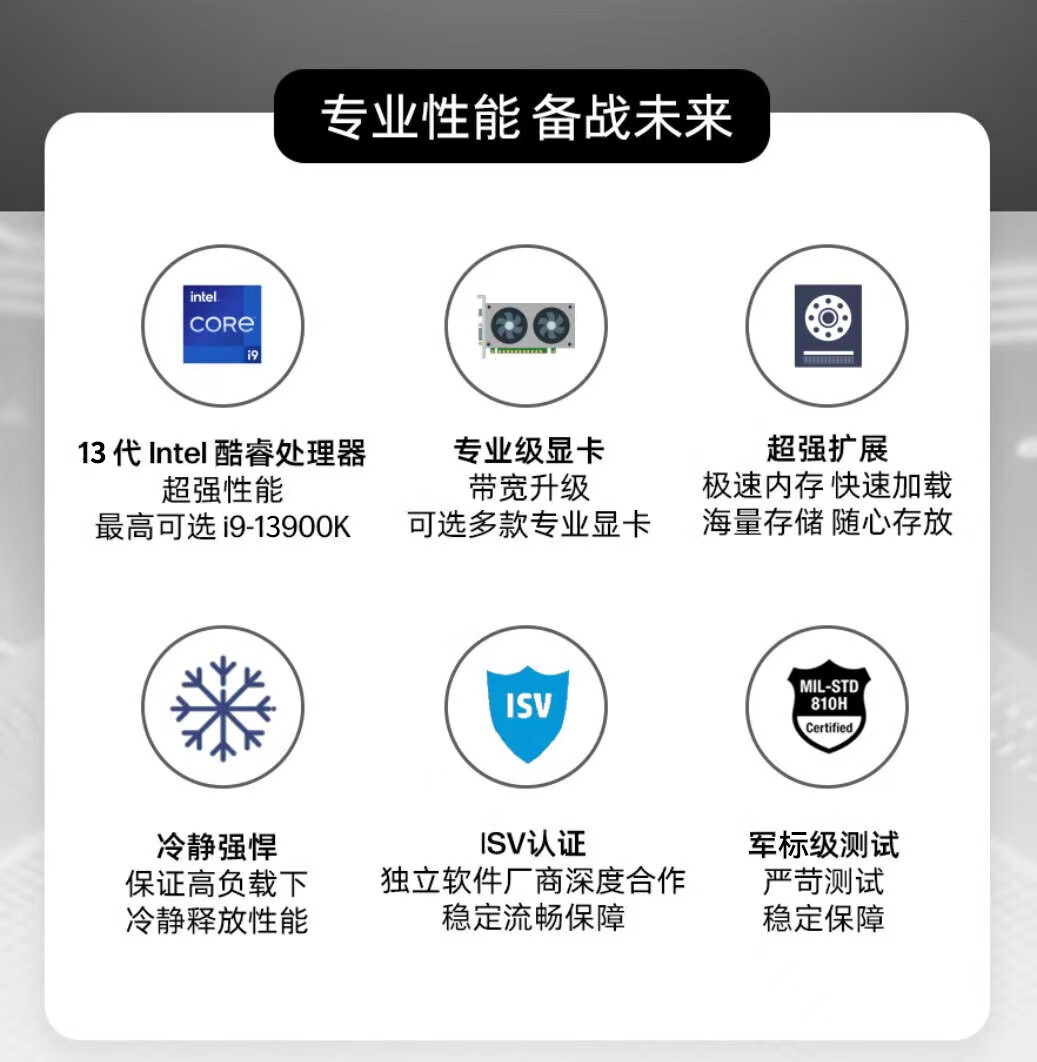 专业性能 备战未来
intel
CORE
i9
13 代 Intel 酷睿处理器
超强性能
最高可选 i9-13900K
专业级显卡
带宽升级
可选多款专业显卡
超强扩展
极速内存 快速加载
海量存储 随心存放
冷静强悍
保证高负载下
冷静释放性能
ISV
ISV认证
独立软件厂商深度合作
稳定流畅保障
MIL-STD
810H
Certified
军标级测试
严苛测试
稳定保障